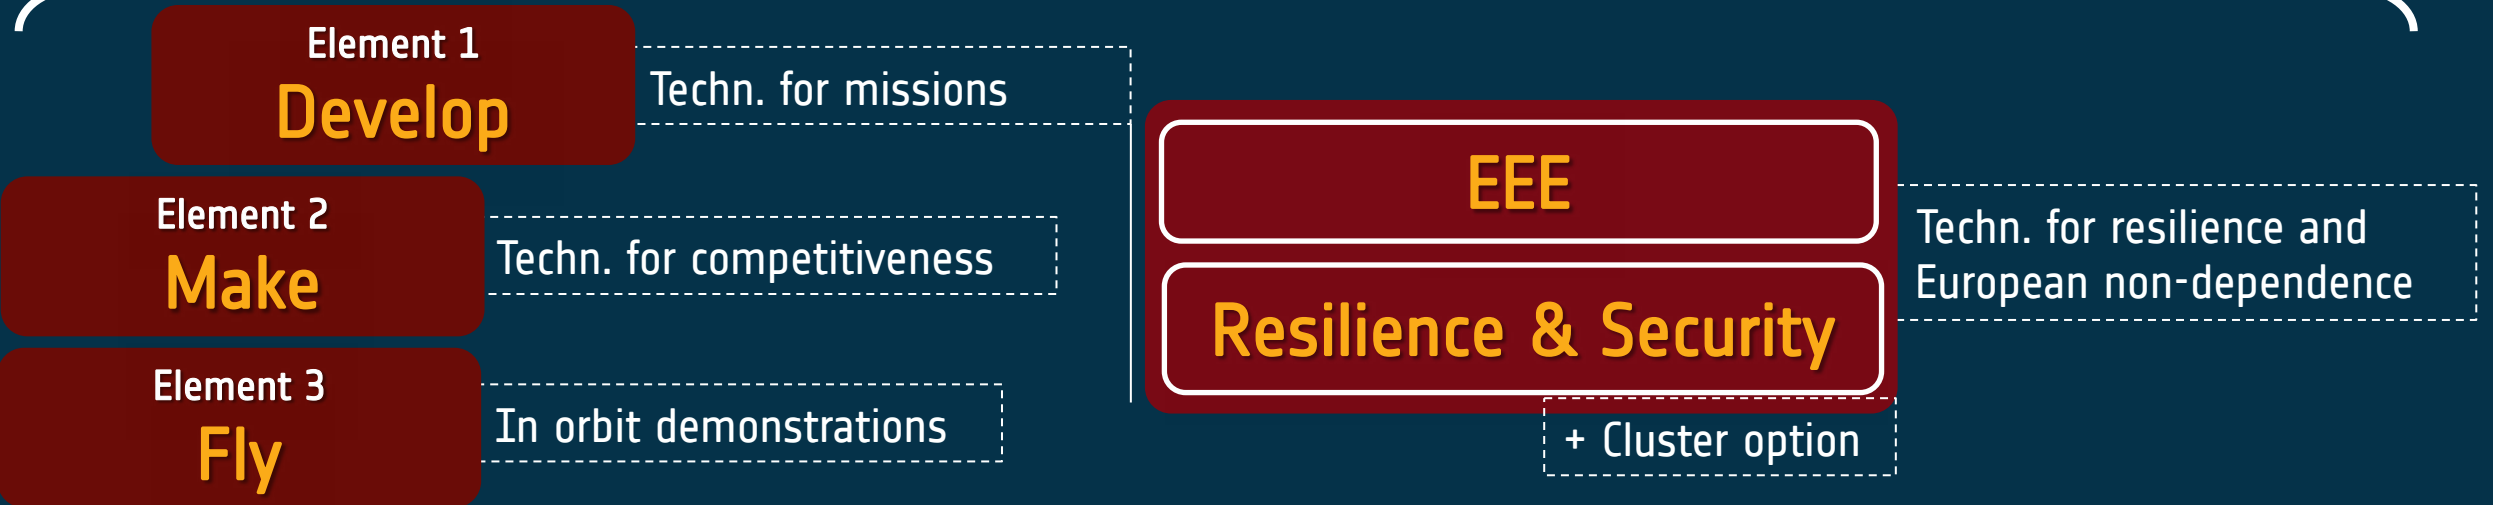 Element 1
Develop
Techn. for missions
Element 2
Make
Techn. for competitiveness
Element 3
Fly
In orbit demonstrations
EEE
Resilience & Security
Techn. for resilience and
European non-dependence
+ Cluster option